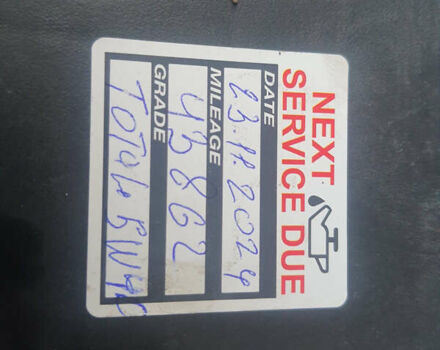 NEXT
SERVICE DUE
DATE
23.11.2024
MILEAGE
43862
GRADE
TOTAL 5W40